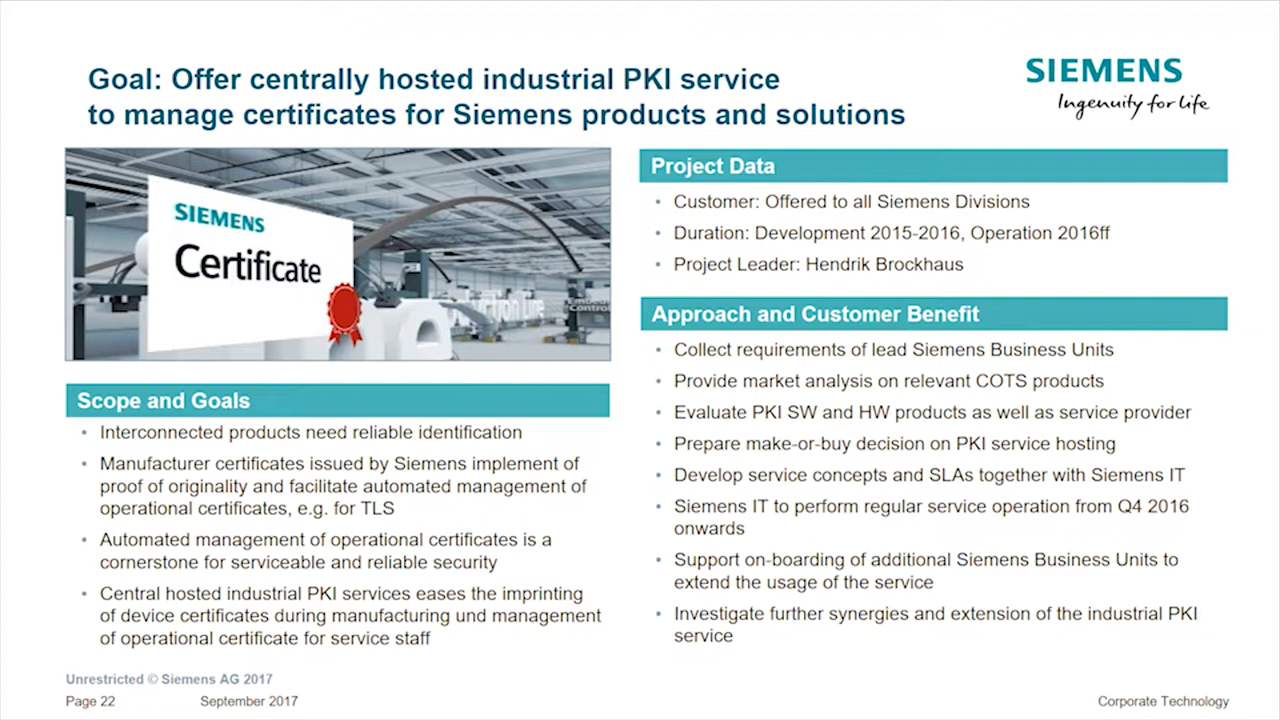 Goal: Offer centrally hosted industrial PKI service
to manage certificates for Siemens products and solutions
SIEMENS
Ingenuity for life
SIEMENS
Certificate
Scope and Goals
• Interconnected products need reliable identification
• Manufacturer certificates issued by Siemens implement of
proof of originality and facilitate automated management of
operational certificates, e.g. for TLS
• Automated management of operational certificates is a
cornerstone for serviceable and reliable security
• Central hosted industrial PKI services eases the imprinting
of device certificates during manufacturing und management
of operational certificate for service staff
Project Data
• Customer: Offered to all Siemens Divisions
• Duration: Development 2015-2016, Operation 2016ff
• Project Leader: Hendrik Brockhaus
Approach and Customer Benefit
• Collect requirements of lead Siemens Business Units
• Provide market analysis on relevant COTS products
• Evaluate PKI SW and HW products as well as service provider
• Prepare make-or-buy decision on PKI service hosting
• Develop service concepts and SLAs together with Siemens IT
• Siemens IT to perform regular service operation from Q4 2016
onwards
• Support on-boarding of additional Siemens Business Units to
extend the usage of the service
• Investigate further synergies and extension of the industrial PKI
service
Unrestricted © Siemens AG 2017
Page 22 September 2017 Corporate Technology